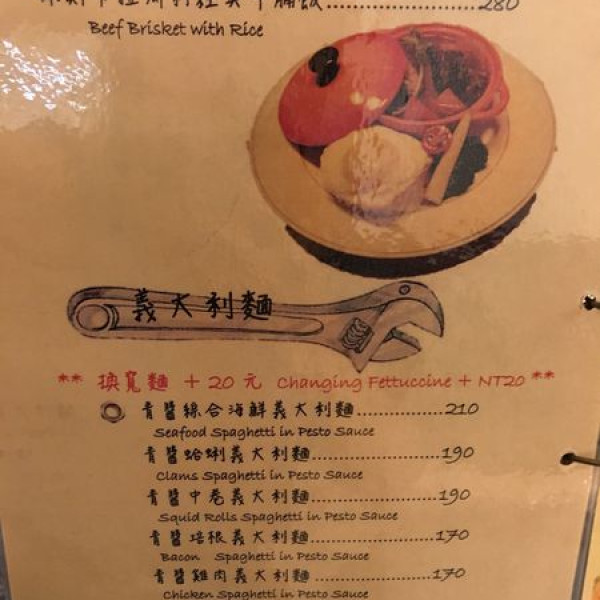 飯..................280
Beef Brisket with Rice
義大利麵
** 換寬麵 + 20 元 Changing Fettuccine + NT20 **
青醬綜合海鮮義大利麵...............210
Seafood Spaghetti in Pesto Sauce
青醬蛤蜊義大利麵......................190
Clams Spaghetti in Pesto Sauce
青醬中卷義大利麵......................190
Squid Rolls Spaghetti in Pesto Sauce
青醬培根義大利麵.....................170
Bacon Spaghetti in Pesto Sauce
青醬雞肉義大利麵.....................170
Chicken Spaghetti in Pesto Sauce